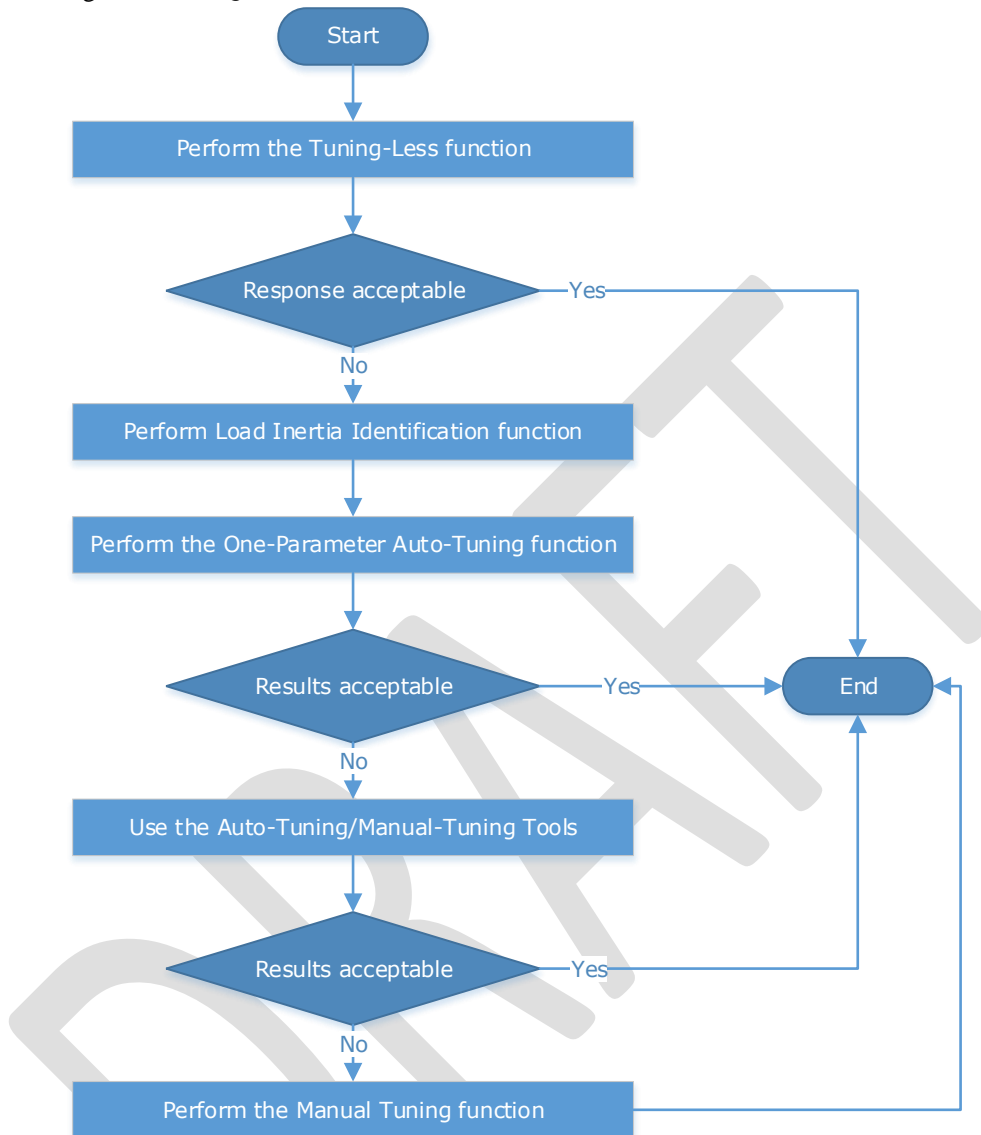 Start
Perform the Tuning-Less function
Response acceptable
Yes
No
Perform Load Inertia Identification function
Perform the One-Parameter Auto-Tuning function
Results acceptable
Yes
End
No
Use the Auto-Tuning/Manual-Tuning Tools
Results acceptable
Yes
No
Perform the Manual Tuning function
DRAFT